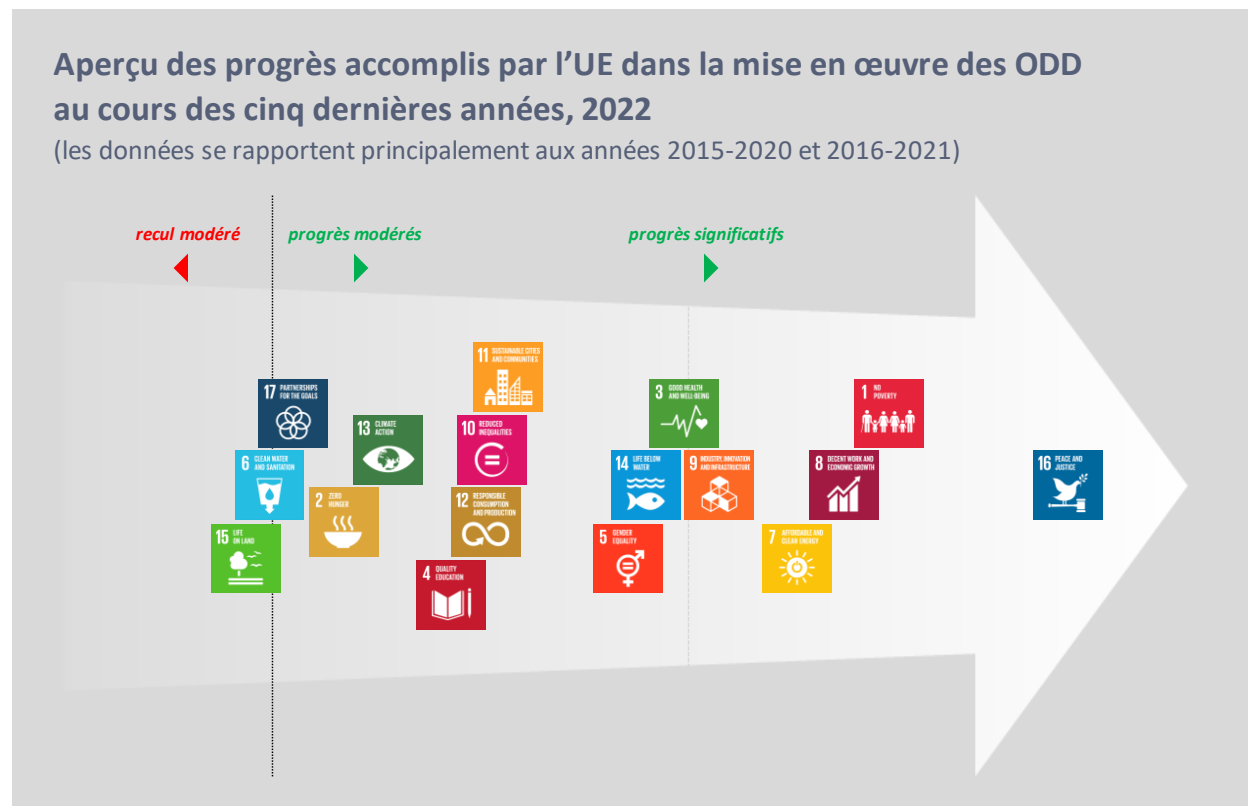 Aperçu des progrès accomplis par l’UE dans la mise en œuvre des ODD
au cours des cinq dernières années, 2022
(les données se rapportent principalement aux années 2015-2020 et 2016-2021)
recul modéré
progrès modérés
progrès significatifs
11 SUSTAINABLE CITIES
AND COMMUNITIES
17 PARTNERSHIPS
FOR THE GOALS
3 GOOD HEALTH
AND WELL-BEING
1 NO
POVERTY
13 CLIMATE
ACTION
10 REDUCED
INEQUALITIES
6 CLEAN WATER
AND SANITATION
14 LIFE BELOW
WATER
9 INDUSTRY, INNOVATION
AND INFRASTRUCTURE
8 DECENT WORK AND
ECONOMIC GROWTH
16 PEACE AND
JUSTICE
2 ZERO
HUNGER
12 RESPONSIBLE
CONSUMPTION
AND PRODUCTION
15 LIFE
ON LAND
5 GENDER
EQUALITY
7 AFFORDABLE AND
CLEAN ENERGY
4 QUALITY
EDUCATION